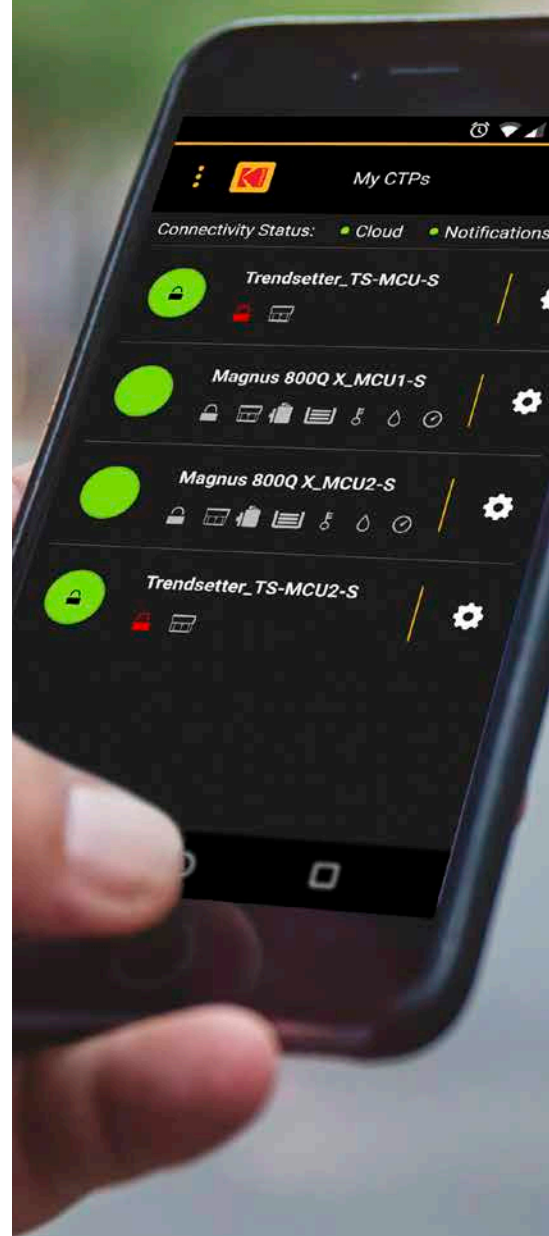 My CTPs
Connectivity Status: Cloud Notifications
Trendsetter_TS-MCU-S
Magnus 800Q X_MCU1-S
Magnus 800Q X_MCU2-S
Trendsetter_TS-MCU2-S